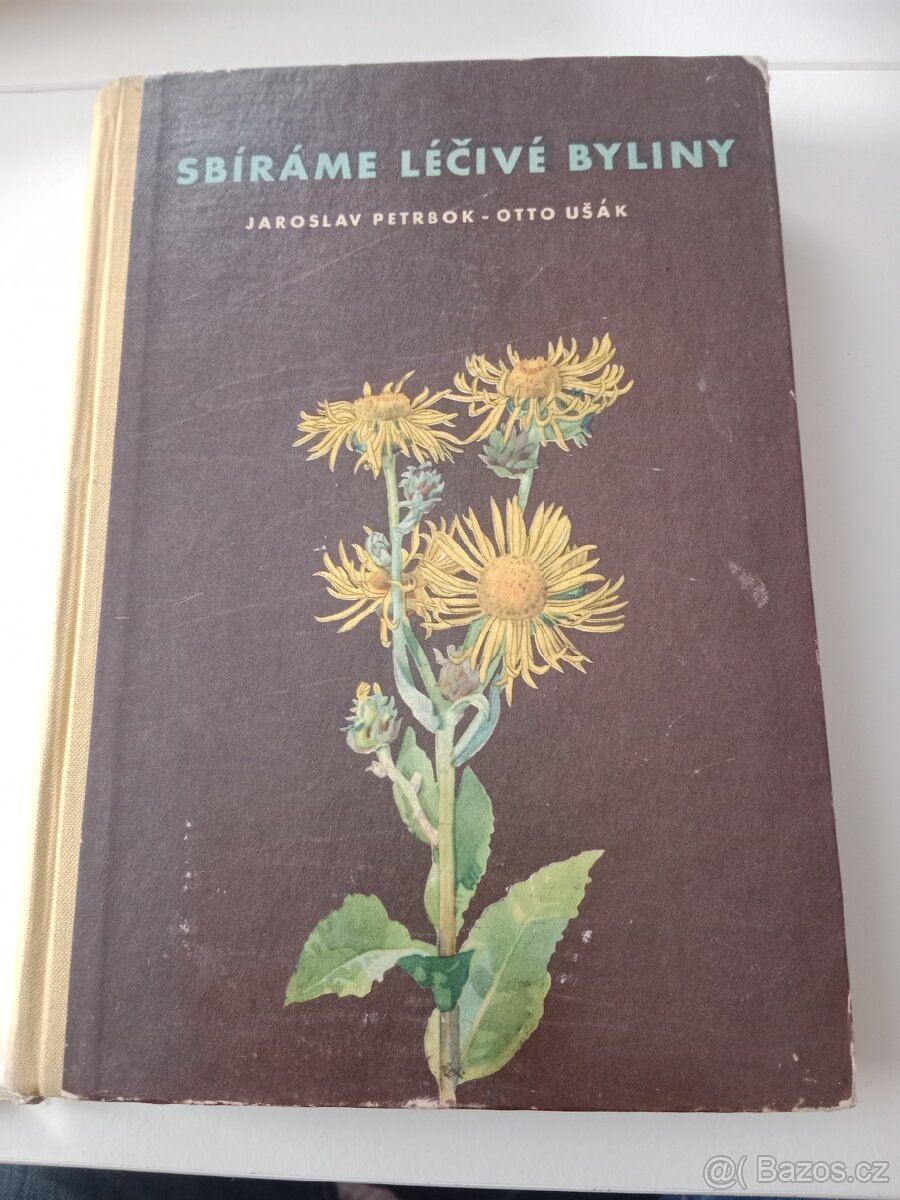 SBÍRÁME LÉČIVÉ BYLINY
JAROSLAV PETRBOK - OTTO UŠÁK
@( Bazos.cz